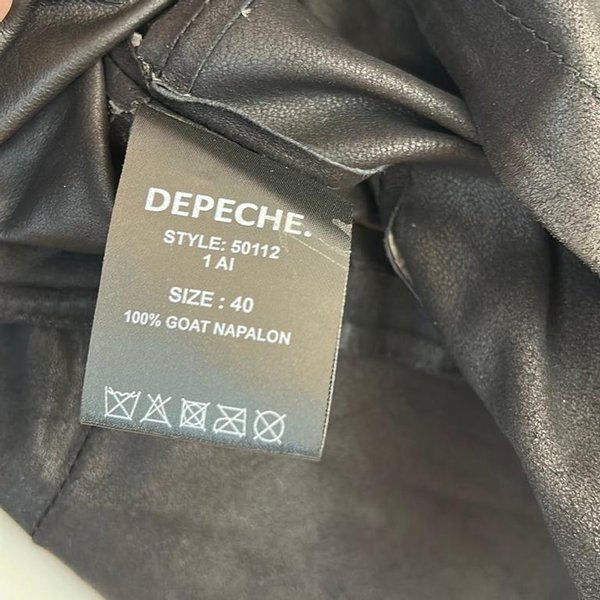 DEPECHE.
STYLE: 50112
1 AI
SIZE : 40
100% GOAT NAPALON